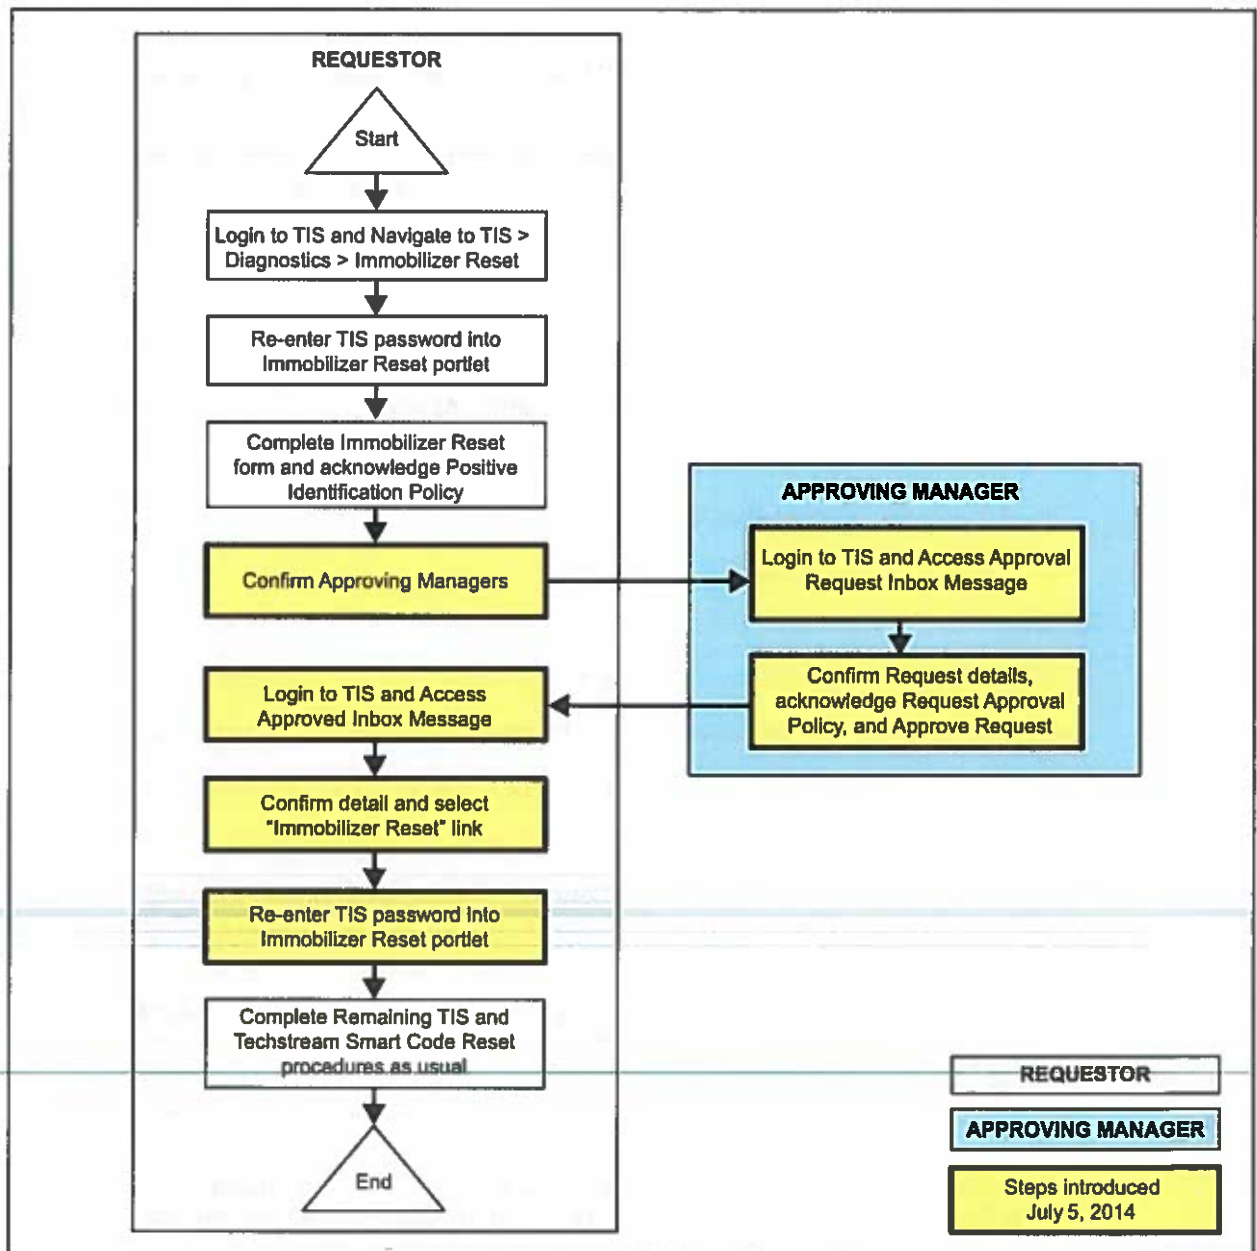 REQUESTOR
Start
Login to TIS and Navigate to TIS >
Diagnostics > Immobilizer Reset
Re-enter TIS password into
Immobilizer Reset portlet
Complete Immobilizer Reset
form and acknowledge Positive
Identification Policy
Confirm Approving Managers
APPROVING MANAGER
Login to TIS and Access Approval
Request Inbox Message
Confirm Request details,
acknowledge Request Approval
Policy, and Approve Request
Login to TIS and Access
Approved Inbox Message
Confirm detail and select
"Immobilizer Reset" link
Re-enter TIS password into
Immobilizer Reset portlet
Complete Remaining TIS and
Techstream Smart Code Reset
procedures as usual
End
REQUESTOR
APPROVING MANAGER
Steps introduced
July 5, 2014